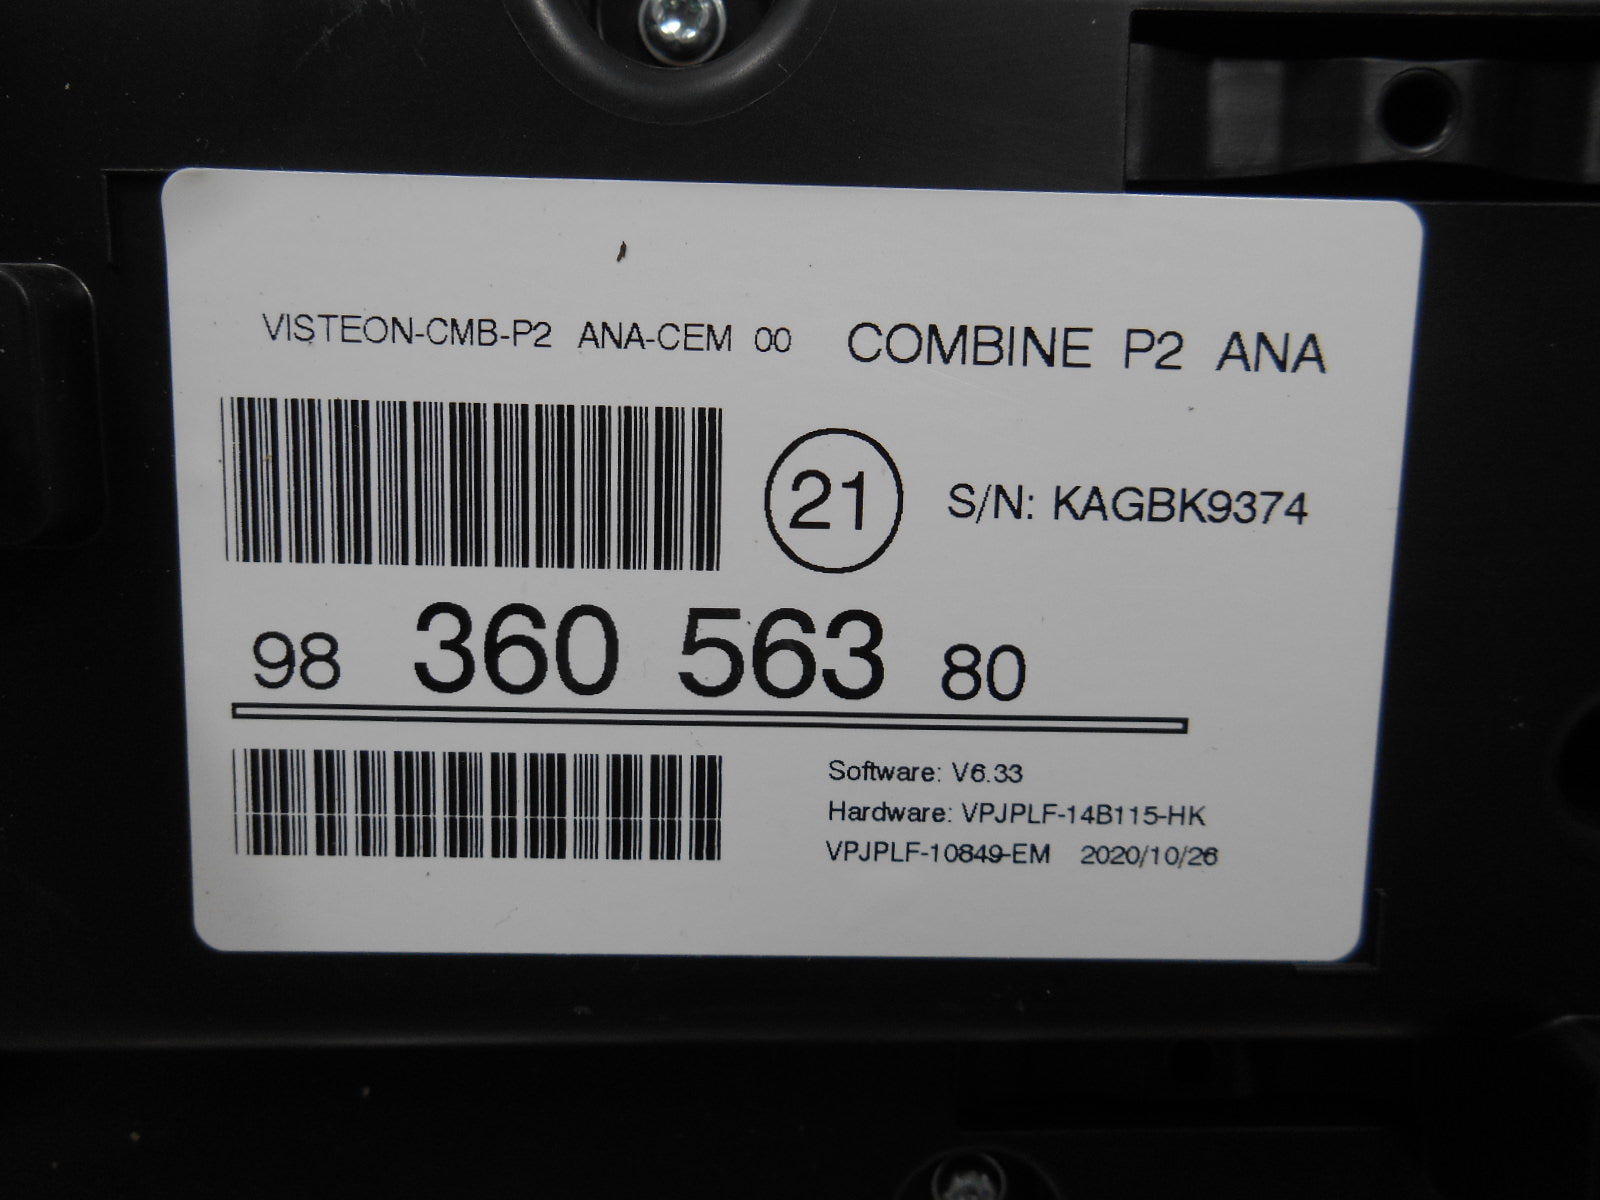 VISTEON-CMB-P2 ANA-CEM 00 COMBINE P2 ANA
21 S/N: KAGBK9374
98 360 563 80
Software: V6.33
Hardware: VPJPLF-14B115-HK
VPJPLF-10849-EM 2020/10/26